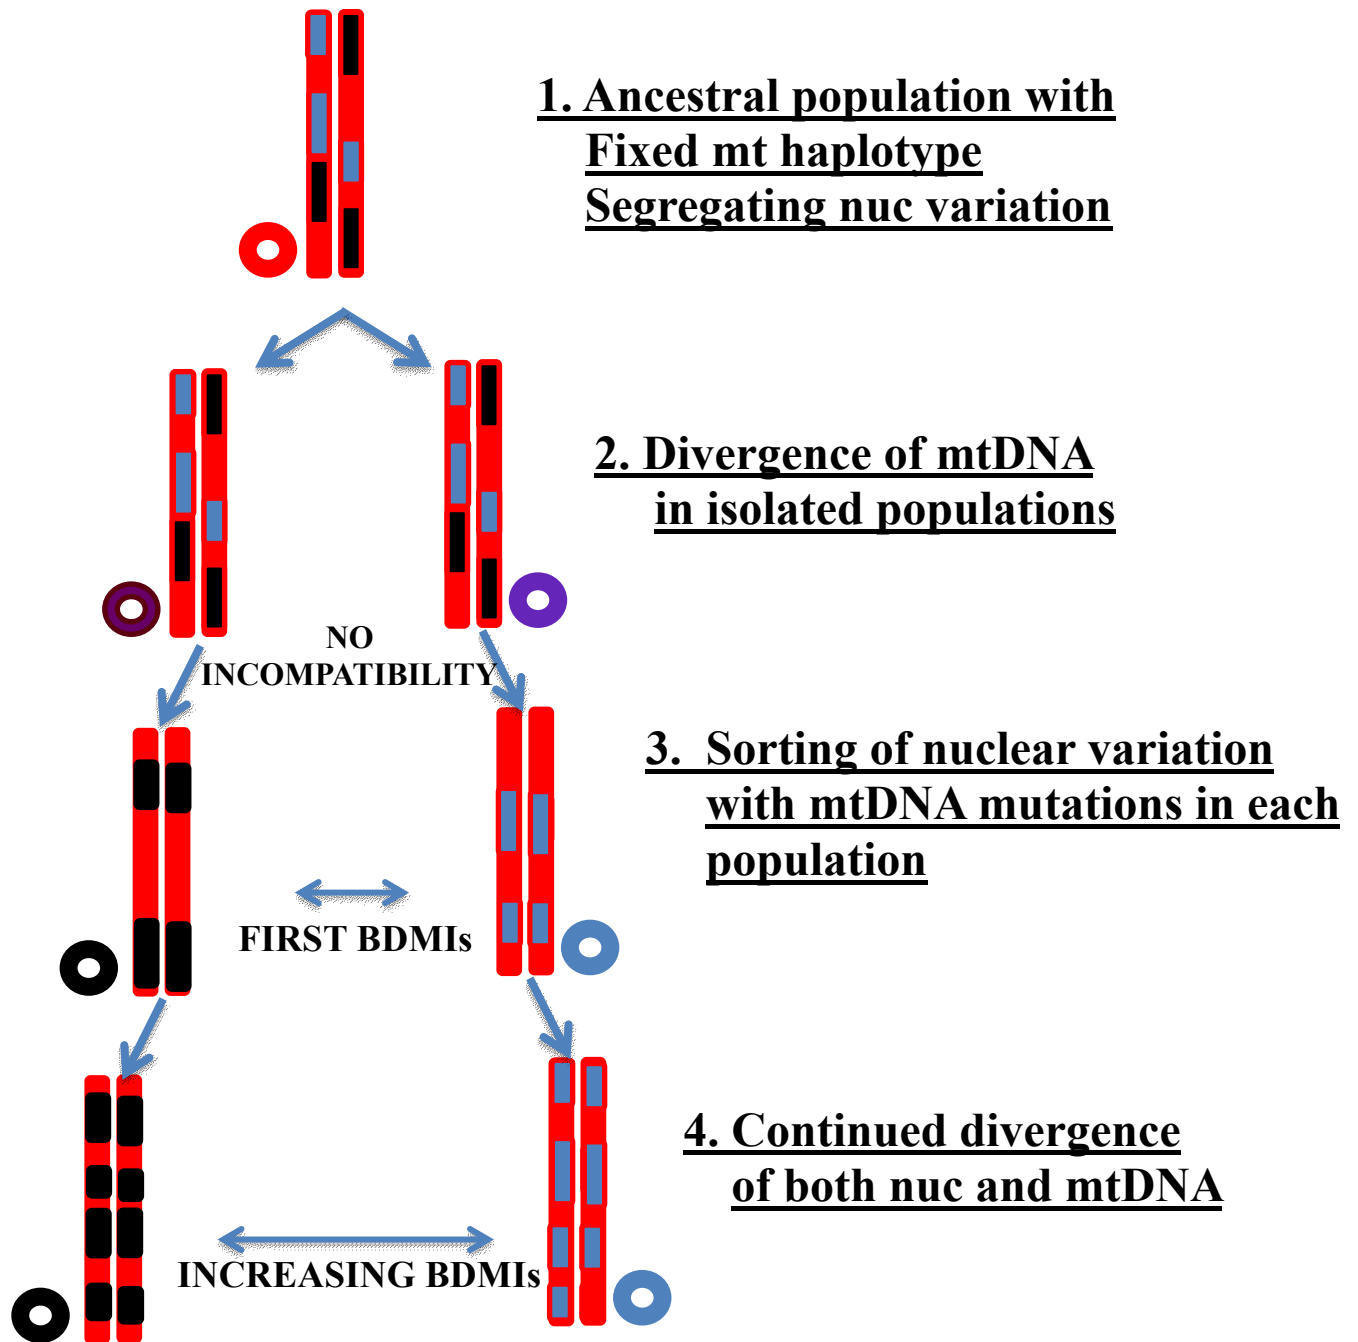 1. Ancestral population with
Fixed mt haplotype
Segregating nuc variation
2. Divergence of mtDNA
in isolated populations
NO
INCOMPATIBILITY
3. Sorting of nuclear variation
with mtDNA mutations in each
population
FIRST BDMIs
4. Continued divergence
of both nuc and mtDNA
INCREASING BDMIs